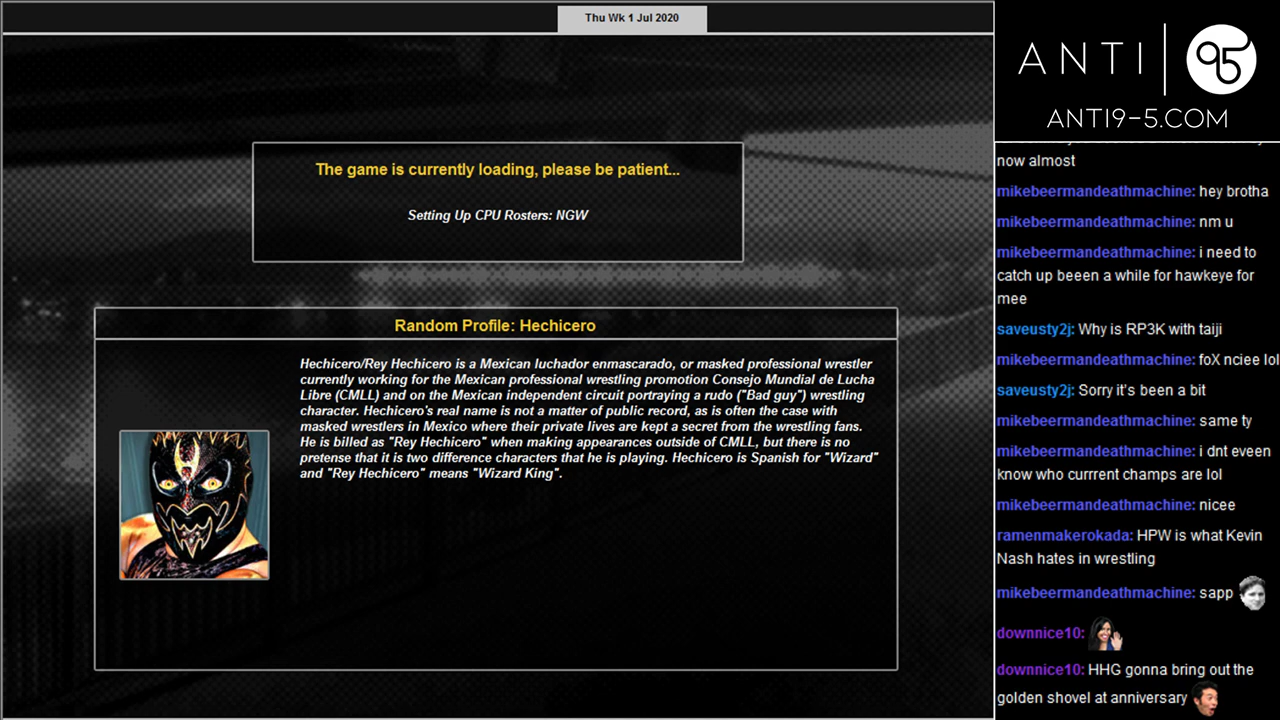 Thu Wk 1 Jul 2020
The game is currently loading, please be patient...
Setting Up CPU Rosters: NGW
Random Profile: Hechicero
Hechicero/Rey Hechicero is a Mexican luchador enmascarado, or masked professional wrestler
currently working for the Mexican professional wrestling promotion Consejo Mundial de Lucha
Libre (CMLL) and on the Mexican independent circuit portraying a rudo ("Bad guy") wrestling
character. Hechicero's real name is not a matter of public record, as is often the case with
masked wrestlers in Mexico where their private lives are kept a secret from the wrestling fans.
He is billed as "Rey Hechicero" when making appearances outside of CMLL, but there is no
pretense that it is two difference characters that he is playing. Hechicero is Spanish for "Wizard"
and "Rey Hechicero" means "Wizard King".
ANTI 95
ANTI9-5.COM
now almost
mikebeermandeathmachine: hey brotha
mikebeermandeathmachine: nm u
mikebeermandeathmachine: i need to
catch up beeen a while for hawkeye for
mee
saveusty2j: Why is RP3K with taiji
mikebeermandeathmachine: foX nciee lol
saveusty2j: Sorry it's been a bit
mikebeermandeathmachine: same ty
mikebeermandeathmachine: i dnt eveen
know who currrent champs are lol
mikebeermandeathmachine: nicee
ramenmakerokada: HPW is what Kevin
Nash hates in wrestling
mikebeermandeathmachine: sapp
downnice10:
downnice10: HHG gonna bring out the
golden shovel at anniversary